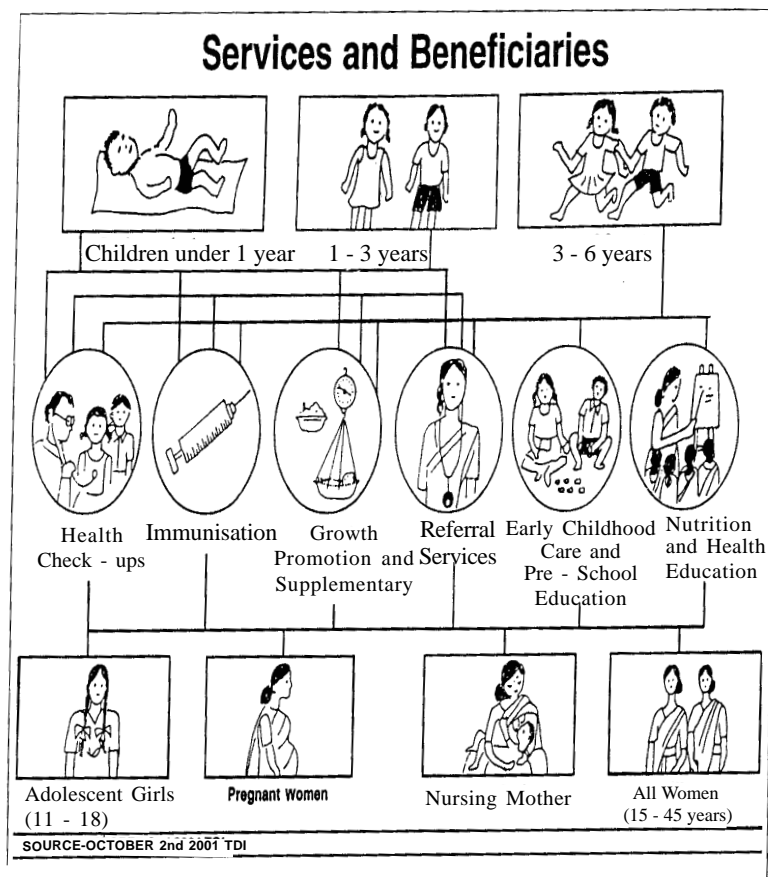 Services and Beneficiaries
Children under 1 year
1 - 3 years
3 - 6 years
Health
Check - ups
Immunisation
Growth
Promotion and
Supplementary
Referral
Services
Early Childhood
Care and
Pre - School
Education
Nutrition
and Health
Education
Adolescent Girls
(11 - 18)
Pregnant Women
Nursing Mother
All Women
(15 - 45 years)
SOURCE-OCTOBER 2nd 2001 TDI